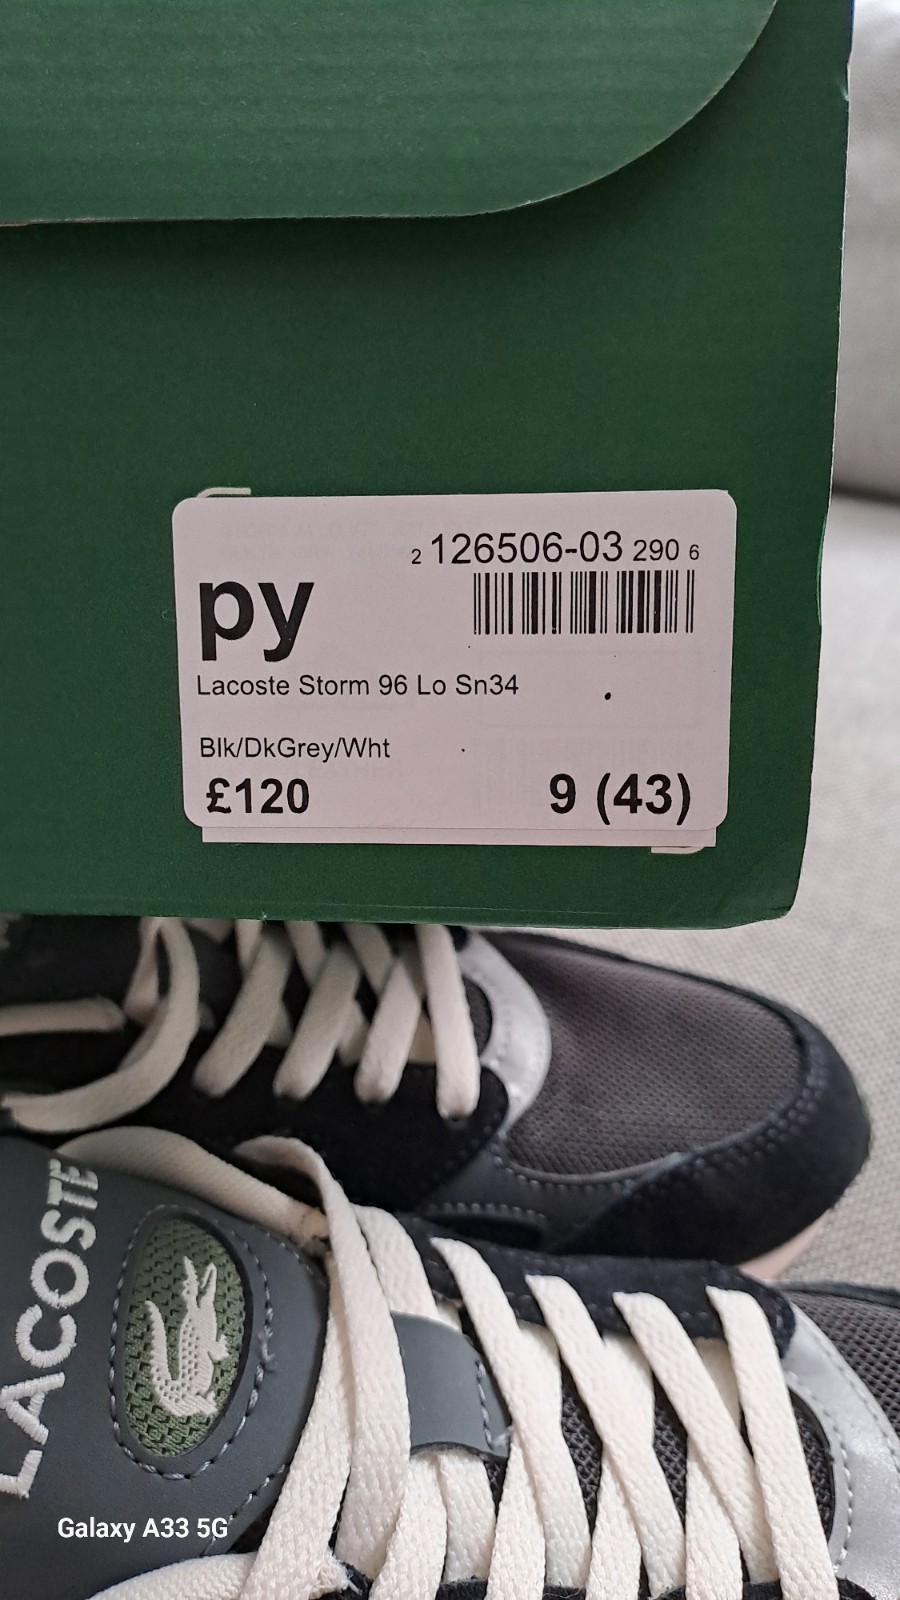 2 126506-03 290 6
py
Lacoste Storm 96 Lo Sn34
Blk/DkGrey/Wht
£120 9 (43)
LACOSTE
Galaxy A33 5G